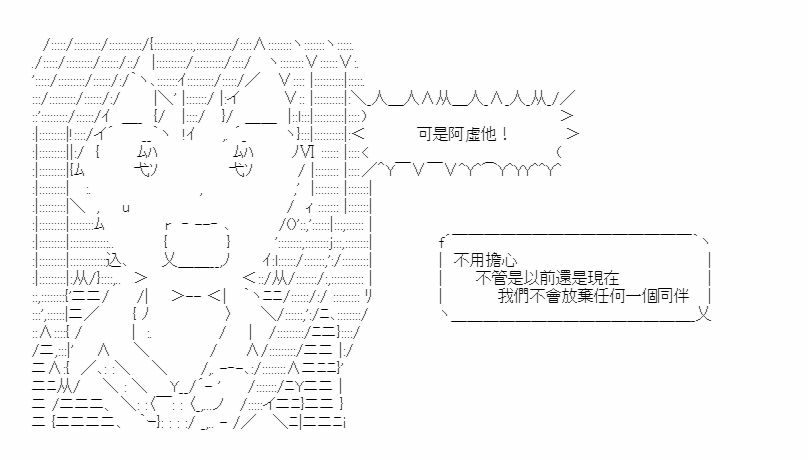 可是阿虛他！
不用擔心
不管是以前還是現在
我們不會放棄任何一個同伴